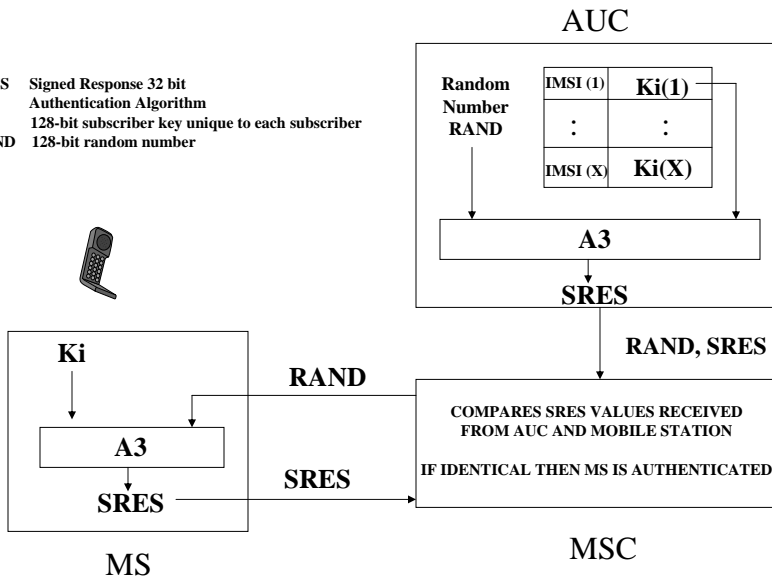 AUC
S Signed Response 32 bit
Authentication Algorithm
128-bit subscriber key unique to each subscriber
ND 128-bit random number
Random
Number
RAND
IMSI (1) Ki(1)
: :
IMSI (X) Ki(X)
A3
SRES
RAND, SRES
Ki
RAND
A3
SRES
SRES
COMPARES SRES VALUES RECEIVED
FROM AUC AND MOBILE STATION
IF IDENTICAL THEN MS IS AUTHENTICATED
MS
MSC